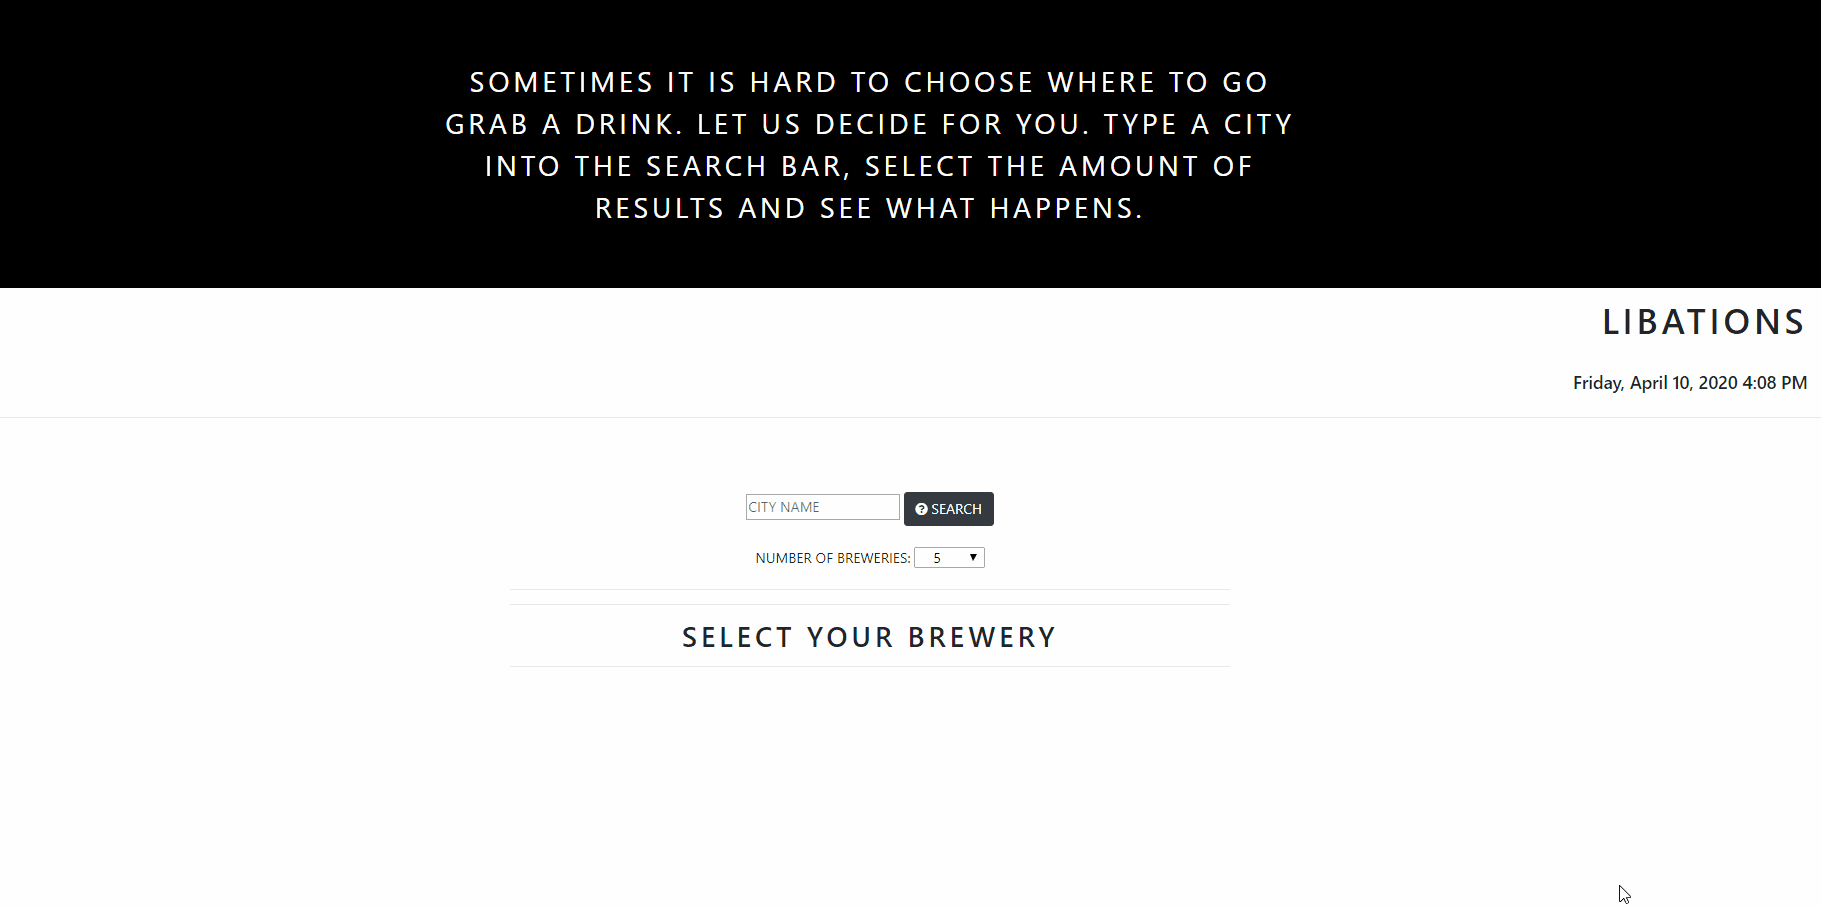 SOMETIMES IT IS HARD TO CHOOSE WHERE TO GO
GRAB A DRINK. LET US DECIDE FOR YOU. TYPE A CITY
INTO THE SEARCH BAR, SELECT THE AMOUNT OF
RESULTS AND SEE WHAT HAPPENS.
LIBATIONS
Friday, April 10, 2020 4:08 PM
CITY NAME
SEARCH
NUMBER OF BREWERIES: 5
SELECT YOUR BREWERY